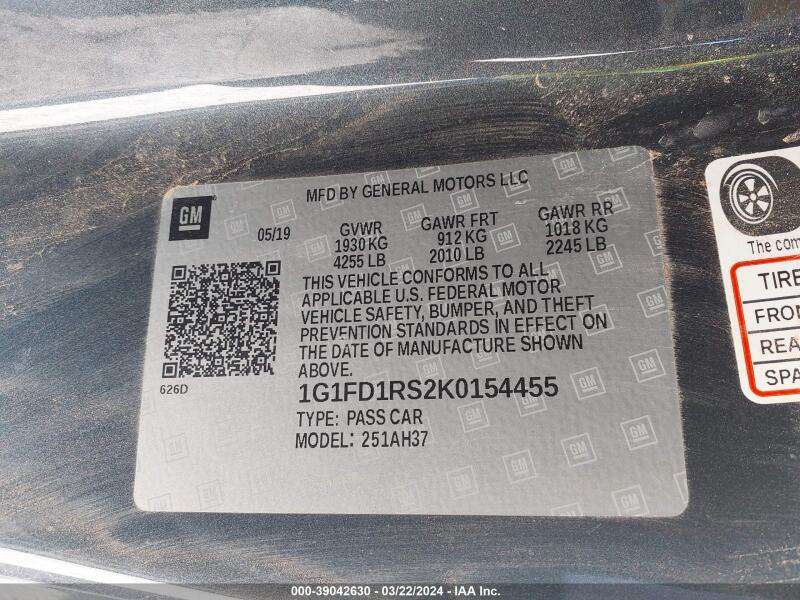 MFD BY GENERAL MOTORS LLC
GM
05/19 GVWR GAWR FRT GAWR RR
1930 KG 912 KG 1018 KG
4255 LB 2010 LB 2245 LB
THIS VEHICLE CONFORMS TO ALL
APPLICABLE U.S. FEDERAL MOTOR
VEHICLE SAFETY, BUMPER, AND THEFT
PREVENTION STANDARDS IN EFFECT ON
THE DATE OF MANUFACTURE SHOWN
ABOVE.
626D
1G1FD1RS2K0154455
TYPE: PASS CAR
MODEL: 251AH37
The com
TIRE
FRO
REA
SPA
000-39042630 - 03/22/2024 - IAA Inc.